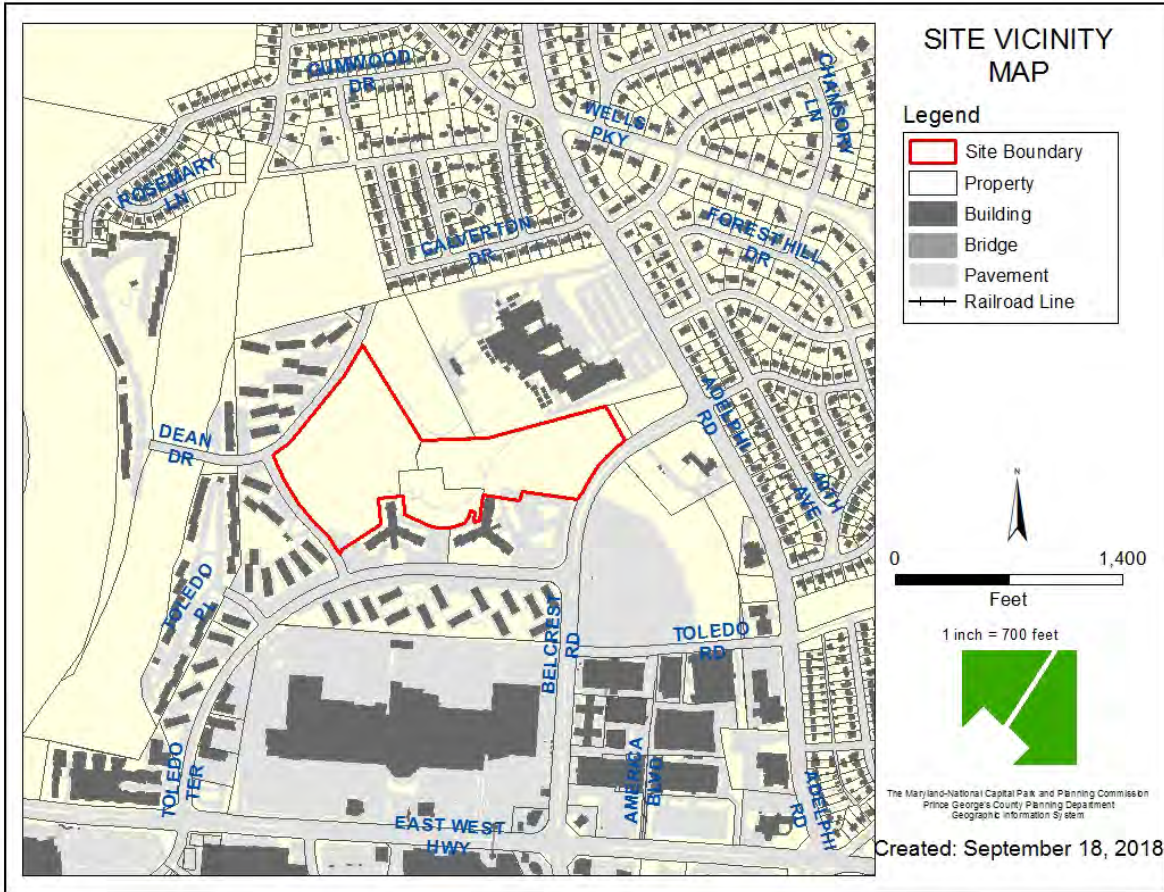 GUMWOOD
DR
WELLS
PKY
CHANSORY
LN
ROSEMARY
LN
CALVERTON
DR
FOREST HILL
DR
DEAN
DR
ADELPHI
RD
40TH
AVE
TOLEDO
PL
BELCREST
RD
TOLEDO
RD
TOLEDO
TER
AMERICA
BLVD
ADELPHI
RD
EAST WEST
HWY
SITE VICINITY
MAP
Legend
Site Boundary
Property
Building
Bridge
Pavement
Railroad Line
N
0 1,400
Feet
1 inch = 700 feet
The Maryland-National Capital Park and Planning Commission
Prince George's County Planning Department
Geographic Information System
Created: September 18, 2018